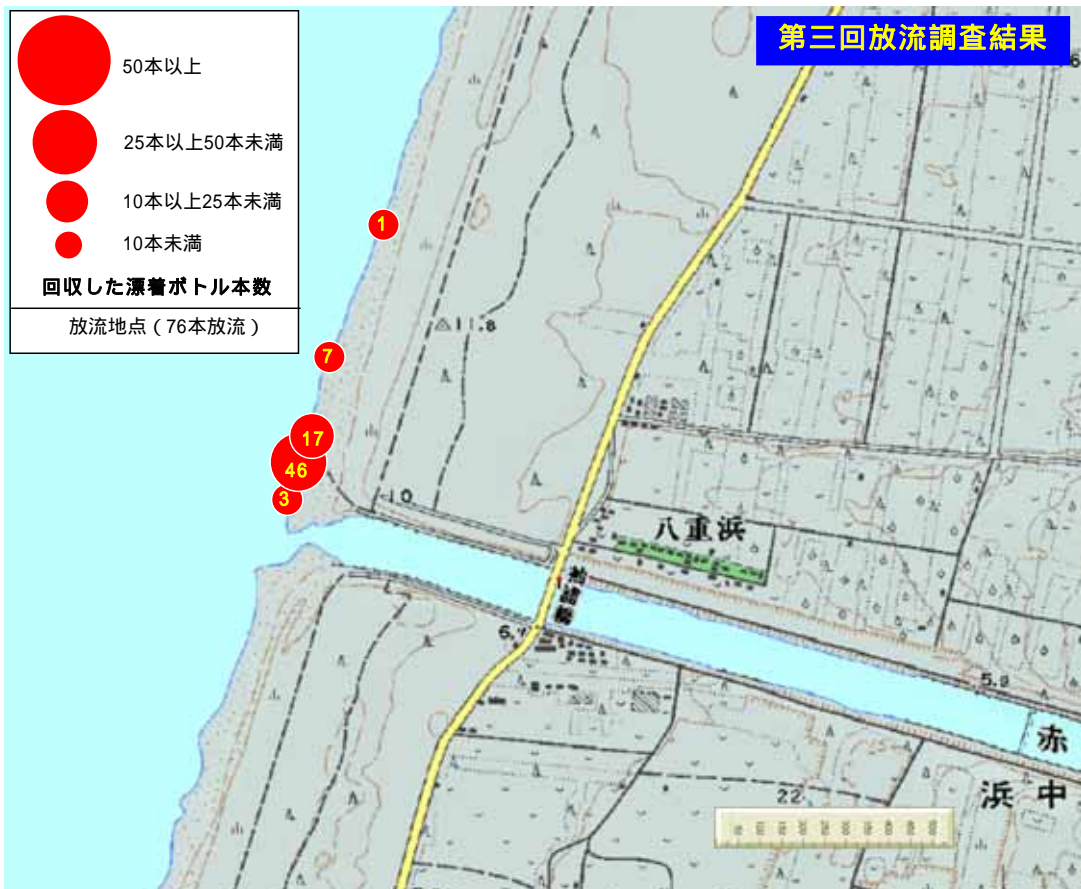 第三回放流調査結果
50本以上
25本以上50本未満
10本以上25本未満
10本未満
回収した漂着ボトル本数
放流地点（76本放流）
1
11.8
7
17
46
3
10
八重浜
5.9
赤
浜中
22
50
100